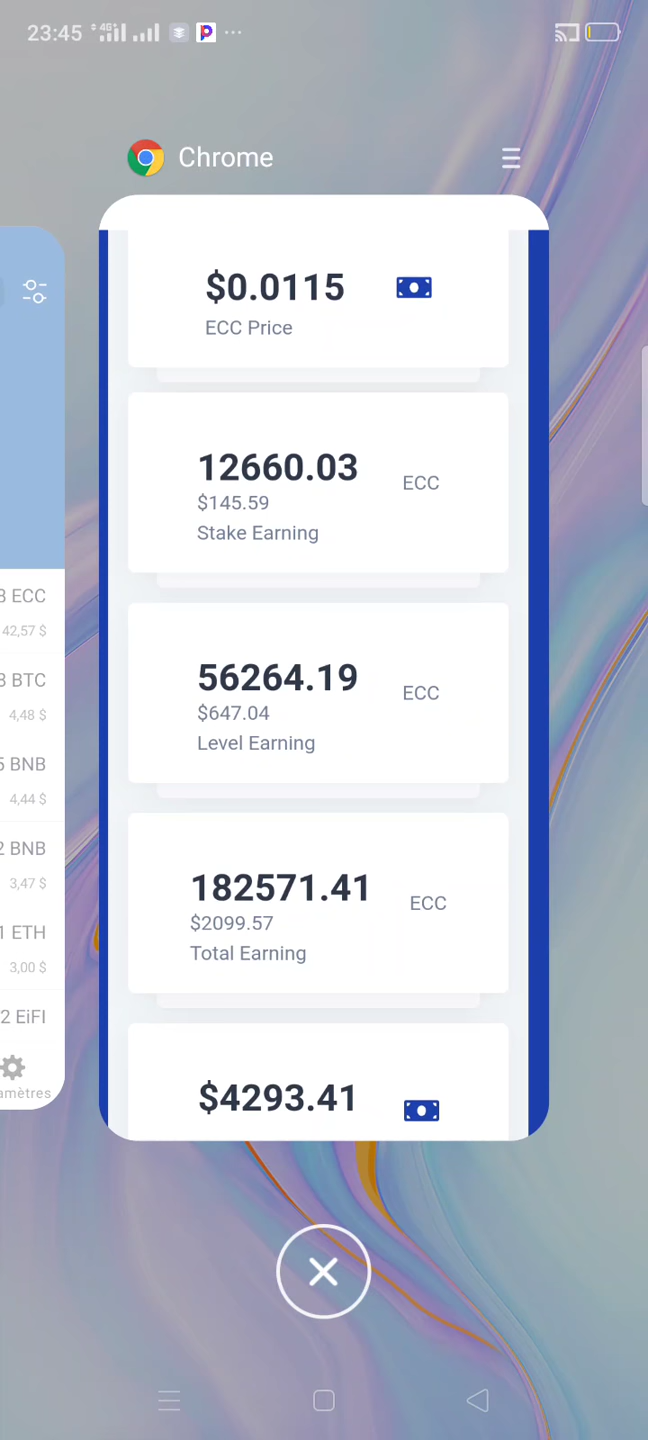 23:45 4G
Chrome
$0.0115
ECC Price
12660.03
ECC
$145.59
Stake Earning
56264.19
ECC
$647.04
Level Earning
182571.41
ECC
$2099.57
Total Earning
$4293.41
3 ECC
42,57 $
3 BTC
4,48 $
5 BNB
4,44 $
2 BNB
3,47 $
1 ETH
3,00 $
2 EiFI
amètres